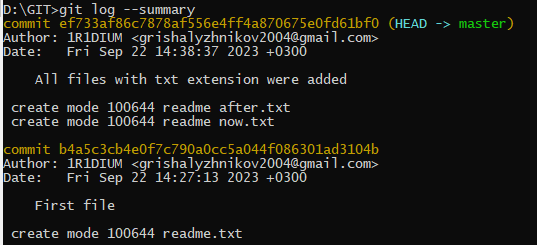 D:\GIT>git log --summary
commit ef733af86c7878af556e4ff4a870675e0fd61bf0 (HEAD -> master)
Author: 1R1DIUM <grishalyzhnikov2004@gmail.com>
Date:   Fri Sep 22 14:38:37 2023 +0300
    All files with txt extension were added
 create mode 100644 readme after.txt
 create mode 100644 readme now.txt
commit b4a5c3cb4e0f7c790a0cc5a044f086301ad3104b
Author: 1R1DIUM <grishalyzhnikov2004@gmail.com>
Date:   Fri Sep 22 14:27:13 2023 +0300
    First file
 create mode 100644 readme.txt